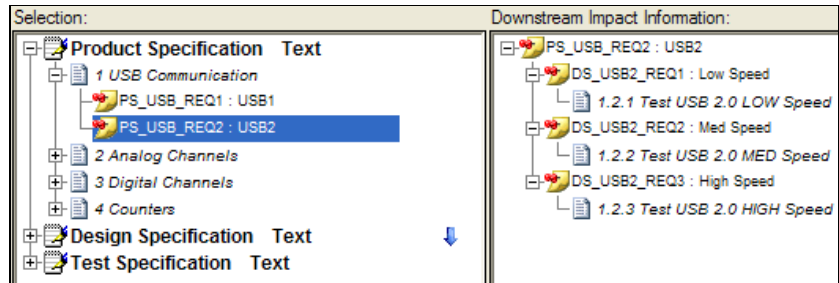 Selection:
Product Specification Text
1 USB Communication
PS_USB_REQ1 : USB1
PS_USB_REQ2 : USB2
2 Analog Channels
3 Digital Channels
4 Counters
Design Specification Text
Test Specification Text
Downstream Impact Information:
PS_USB_REQ2 : USB2
DS_USB2_REQ1 : Low Speed
1.2.1 Test USB 2.0 LOW Speed
DS_USB2_REQ2 : Med Speed
1.2.2 Test USB 2.0 MED Speed
DS_USB2_REQ3 : High Speed
1.2.3 Test USB 2.0 HIGH Speed